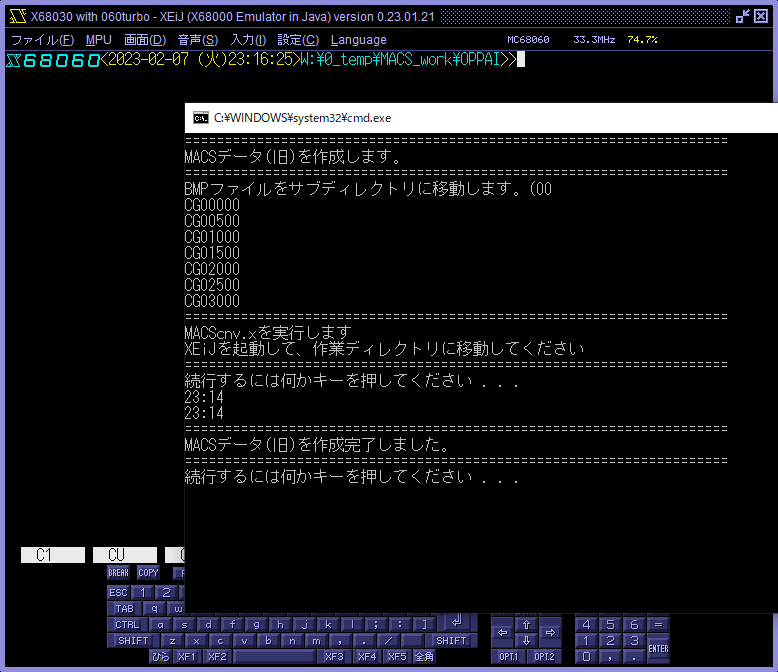 X68030 with 060turbo - XEiJ (X68000 Emulator in Java) version 0.23.01.21
ファイル(F) MPU 画面(D) 音声(S) 入力(I) 設定(C) Language MC68060 33.3MHz 74.7%
X68060<2023-02-07 (火)23:16:25>W:¥0_temp¥MACS_work¥OPPAI>>
C:¥WINDOWS¥system32¥cmd.exe
====================================================================
MACSデータ(旧)を作成します。
====================================================================
BMPファイルをサブディレクトリに移動します。(00
CG00000
CG00500
CG01000
CG01500
CG02000
CG02500
CG03000
====================================================================
MACScnv.xを実行します
XEiJを起動して、作業ディレクトリに移動してください
====================================================================
続行するには何かキーを押してください . . .
23:14
23:14
====================================================================
MACSデータ(旧)を作成完了しました。
====================================================================
続行するには何かキーを押してください . . .
C1 CU
BREAK COPY
ESC 1 2
TAB q w
CTRL a s d f g h j k l ; : ] 4 5 6 =
SHIFT z x c v b n m , . / SHIFT 1 2 3 ENTER
ひら XF1 XF2 XF3 XF4 XF5 全角 OPT.1 OPT.2 0 , .